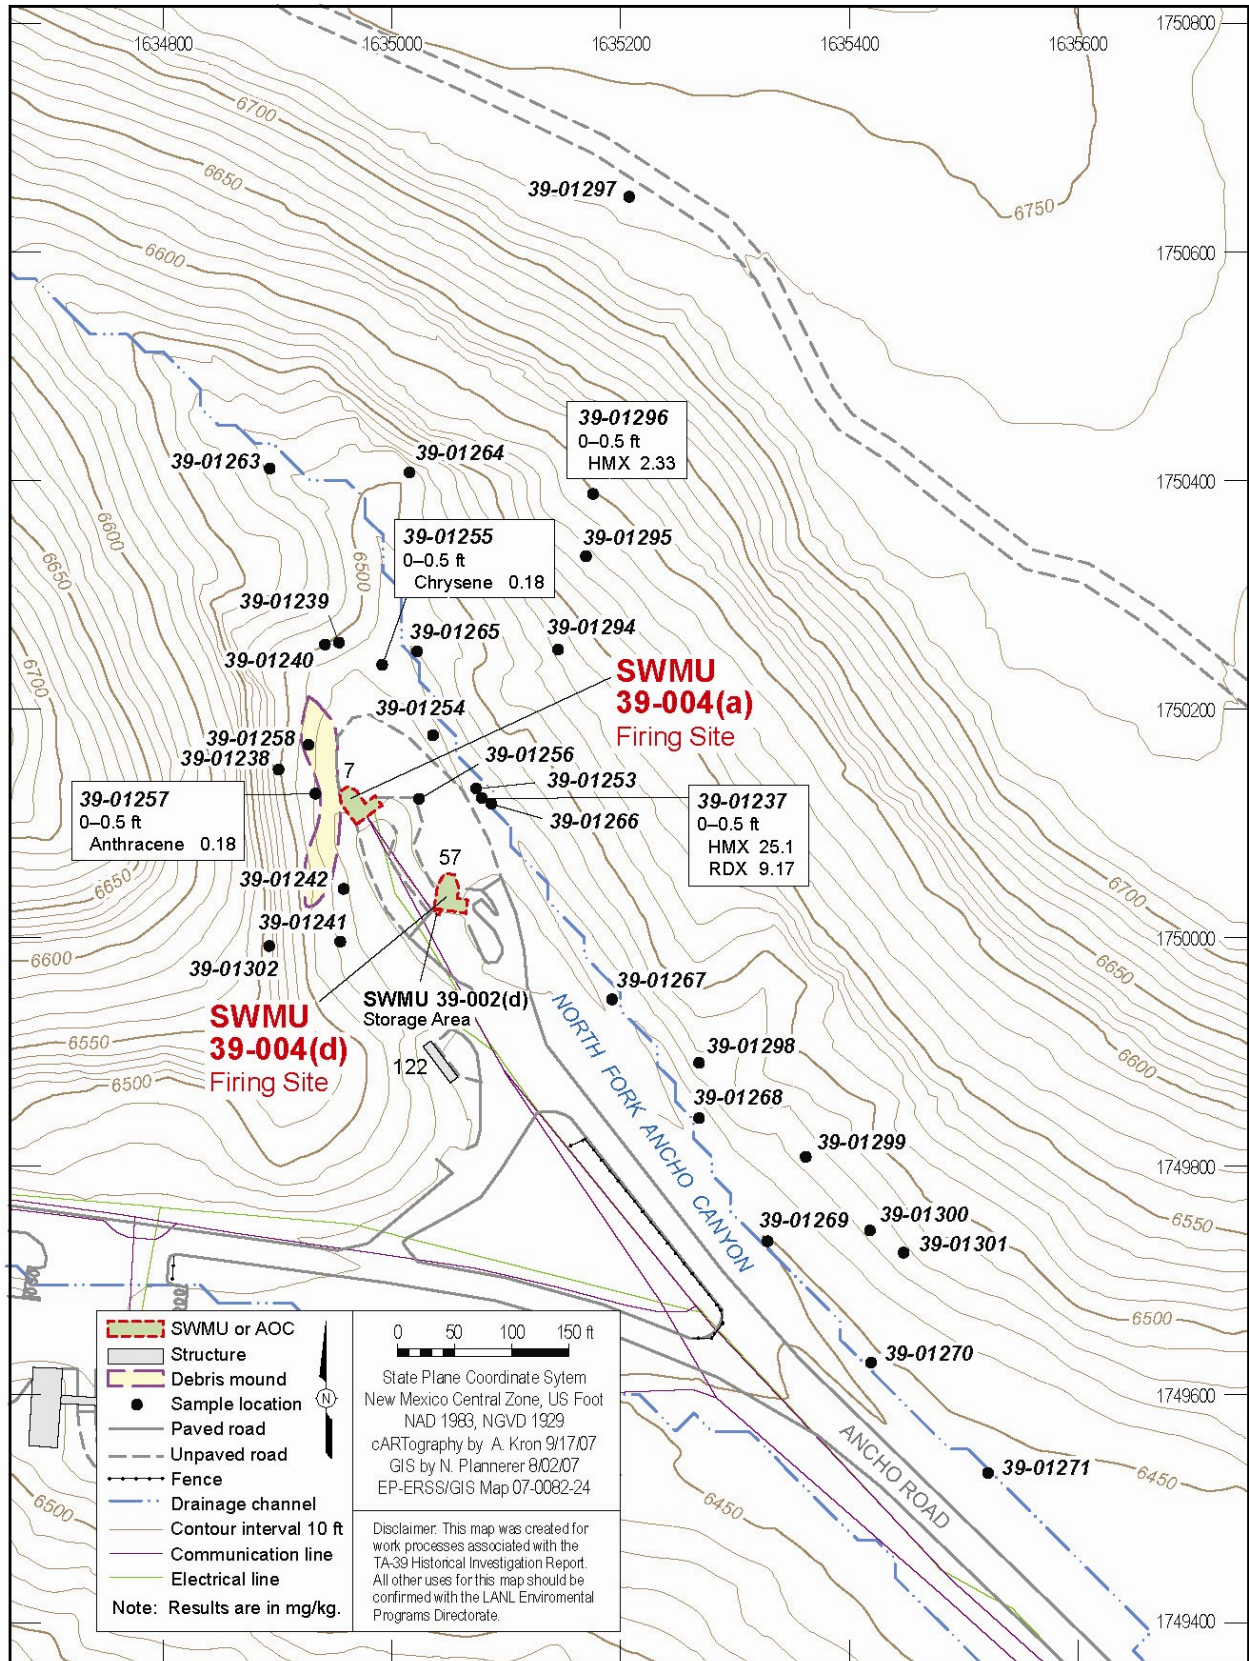 1634800
1635000
1635200
1635400
1635600
1750800
6700
6650
39-01297
6750
6600
1750600
39-01296
0–0.5 ft
HMX 2.33
39-01263
39-01264
1750400
39-01255
0–0.5 ft
Chrysene 0.18
39-01295
6600
6500
6650
39-01239
39-01265
39-01294
39-01240
SWMU
39-004(a)
Firing Site
6700
39-01254
1750200
39-01258
39-01238
7
39-01256
39-01253
39-01257
0–0.5 ft
Anthracene 0.18
39-01237
0–0.5 ft
HMX 25.1
RDX 9.17
39-01266
57
6650
39-01242
6700
39-01241
1750000
6600
39-01302
6650
39-01267
SWMU 39-002(d)
Storage Area
SWMU
39-004(d)
Firing Site
6550
39-01298
6600
6500
122
NORTH FORK ANCHO CANYON
39-01268
39-01299
1749800
39-01300
6550
39-01269
39-01301
6500
SWMU or AOC
Structure
Debris mound
Sample location
Paved road
Unpaved road
Fence
Drainage channel
Contour interval 10 ft
Communication line
Electrical line
Note: Results are in mg/kg.
N
0 50 100 150 ft
State Plane Coordinate Sytem
New Mexico Central Zone, US Foot
NAD 1983, NGVD 1929
cARTography by A. Kron 9/17/07
GIS by N. Plannerer 8/02/07
EP-ERSS/GIS Map 07-0082-24
Disclaimer: This map was created for
work processes associated with the
TA-39 Historical Investigation Report.
All other uses for this map should be
confirmed with the LANL Enviromental
Programs Directorate.
39-01270
1749600
ANCHO ROAD
39-01271
6450
6500
6450
1749400